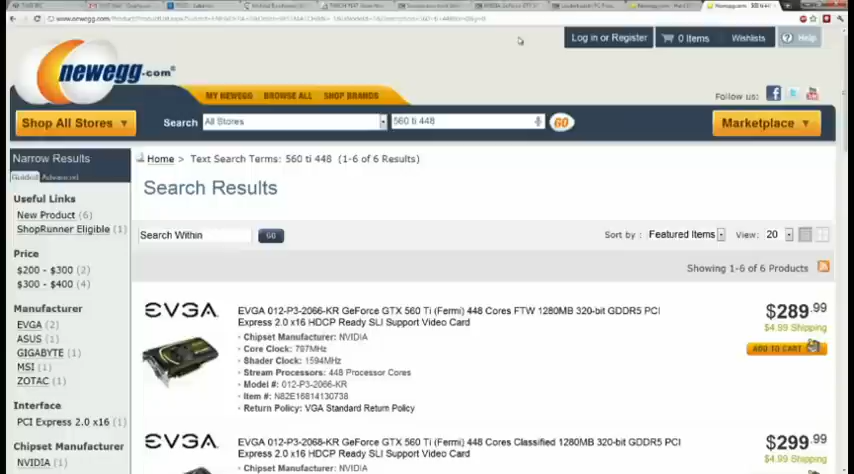 Log in or Register
0 Items
Wishlists
Help
newegg.com
MY NEWEGG
BROWSE ALL
SHOP BRANDS
Follow us:
Shop All Stores
Search
All Stores
560 ti 448
GO
Marketplace
Narrow Results
Guided
Advanced
Home > Text Search Terms: 560 ti 448 (1-6 of 6 Results)
Useful Links
New Product (6)
ShopRunner Eligible (1)
Price
$200 - $300 (2)
$300 - $400 (4)
Manufacturer
EVGA (2)
ASUS (1)
GIGABYTE (1)
MSI (1)
ZOTAC (1)
Interface
PCI Express 2.0 x16 (1)
Chipset Manufacturer
NVIDIA (1)
Search Results
Search Within
GO
Sort by : Featured Items
View: 20
Showing 1-6 of 6 Products
EVGA
EVGA 012-P3-2066-KR GeForce GTX 560 Ti (Fermi) 448 Cores FTW 1280MB 320-bit GDDR5 PCI
Express 2.0 x16 HDCP Ready SLI Support Video Card
Chipset Manufacturer: NVIDIA
Core Clock: 797MHz
Shader Clock: 1594MHz
Stream Processors: 448 Processor Cores
Model #: 012-P3-2066-KR
Item #: N82E16814130738
Return Policy: VGA Standard Return Policy
$289.99
$4.99 Shipping
ADD TO CART
EVGA
EVGA 012-P3-2068-KR GeForce GTX 560 Ti (Fermi) 448 Cores Classified 1280MB 320-bit GDDR5 PCI
Express 2.0 x16 HDCP Ready SLI Support Video Card
Chipset Manufacturer: NVIDIA
$299.99
$4.99 Shipping